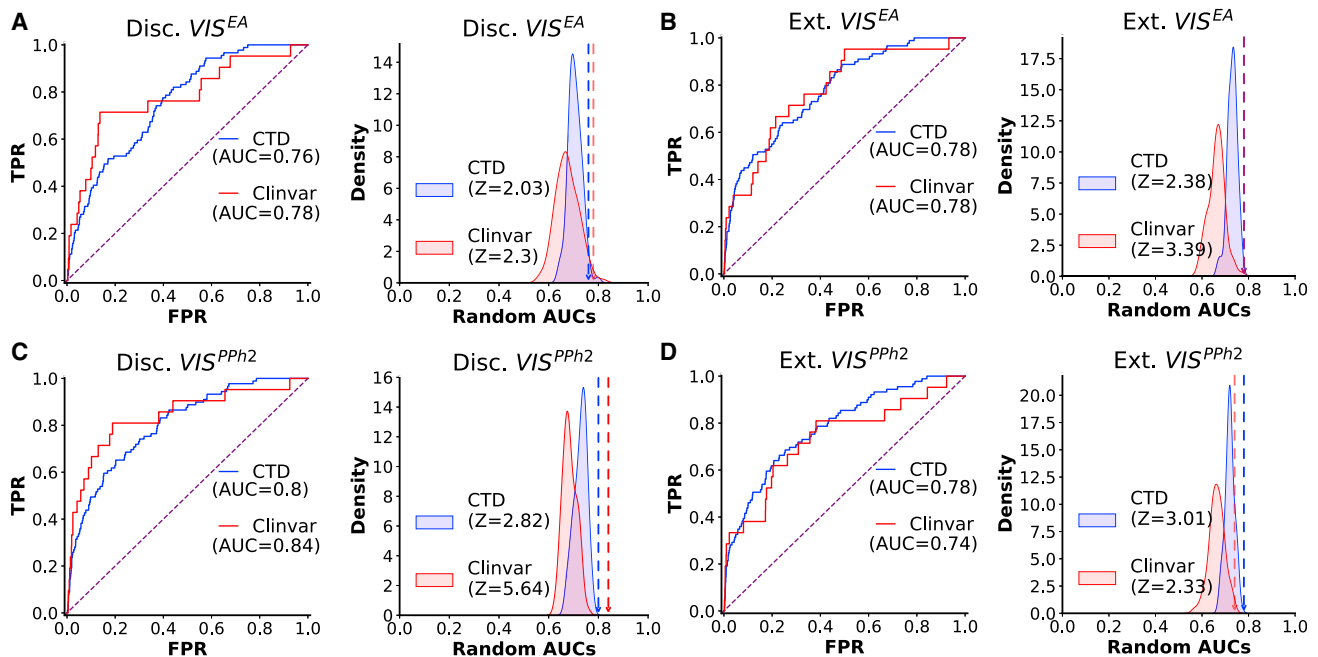 A
Disc. VIS^EA
1.0
0.8
0.6
0.4
0.2
0.0
TPR
CTD
(AUC=0.76)
Clinvar
(AUC=0.78)
0.0 0.2 0.4 0.6 0.8 1.0
FPR
Disc. VIS^EA
14
12
10
8
6
4
2
0
Density
CTD
(Z=2.03)
Clinvar
(Z=2.3)
0.0 0.2 0.4 0.6 0.8 1.0
Random AUCs
B
Ext. VIS^EA
1.0
0.8
0.6
0.4
0.2
0.0
TPR
CTD
(AUC=0.78)
Clinvar
(AUC=0.78)
0.0 0.2 0.4 0.6 0.8 1.0
FPR
Ext. VIS^EA
17.5
15.0
12.5
10.0
7.5
5.0
2.5
0.0
Density
CTD
(Z=2.38)
Clinvar
(Z=3.39)
0.0 0.2 0.4 0.6 0.8 1.0
Random AUCs
C
Disc. VIS^PPh2
1.0
0.8
0.6
0.4
0.2
0.0
TPR
CTD
(AUC=0.8)
Clinvar
(AUC=0.84)
0.0 0.2 0.4 0.6 0.8 1.0
FPR
Disc. VIS^PPh2
16
14
12
10
8
6
4
2
0
Density
CTD
(Z=2.82)
Clinvar
(Z=5.64)
0.0 0.2 0.4 0.6 0.8 1.0
Random AUCs
D
Ext. VIS^PPh2
1.0
0.8
0.6
0.4
0.2
0.0
TPR
CTD
(AUC=0.78)
Clinvar
(AUC=0.74)
0.0 0.2 0.4 0.6 0.8 1.0
FPR
Ext. VIS^PPh2
20.0
17.5
15.0
12.5
10.0
7.5
5.0
2.5
0.0
Density
CTD
(Z=3.01)
Clinvar
(Z=2.33)
0.0 0.2 0.4 0.6 0.8 1.0
Random AUCs